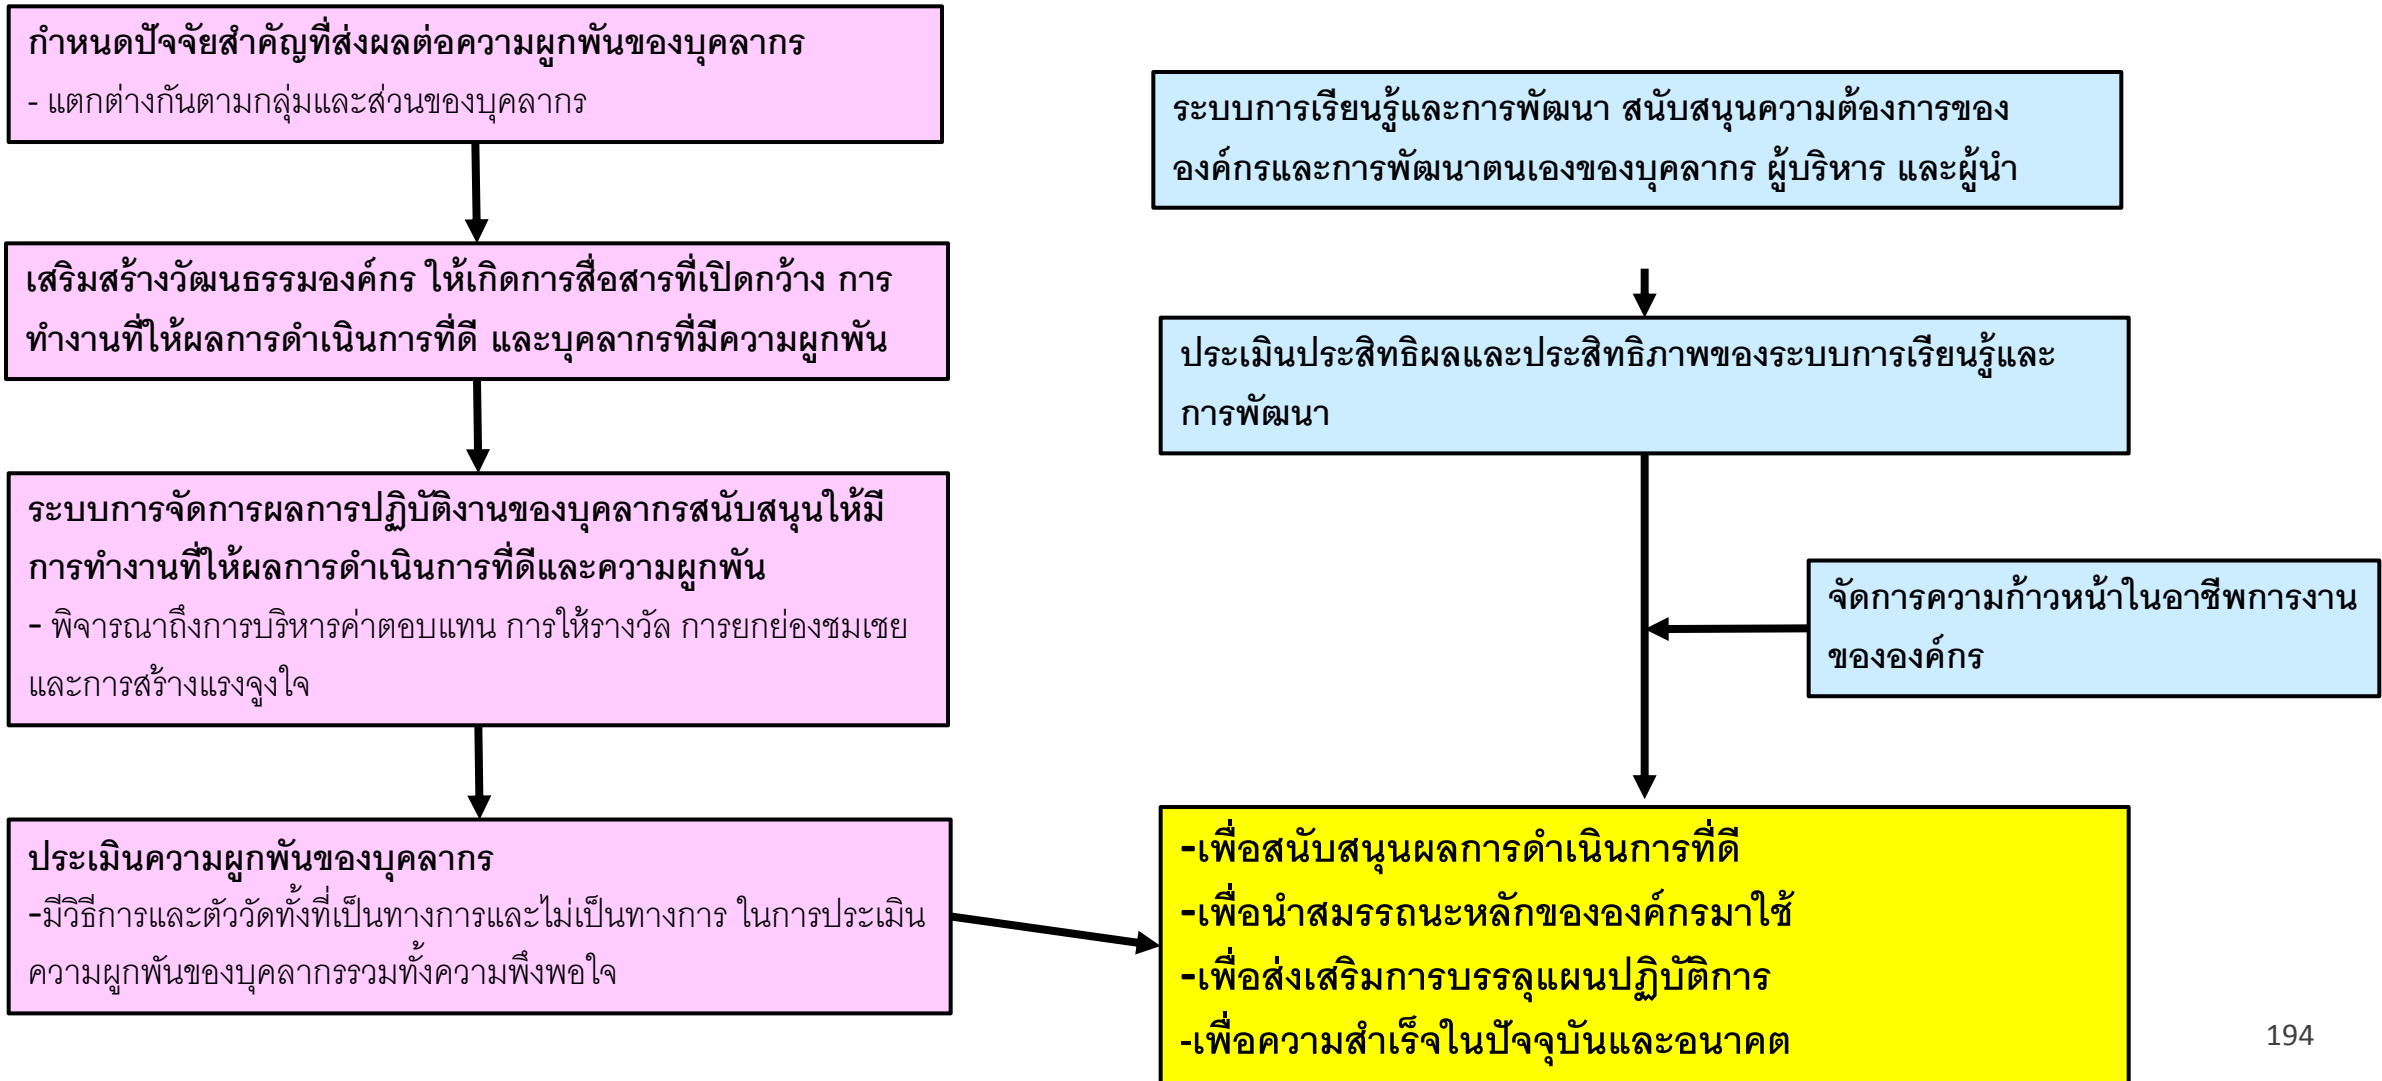 กำหนดปัจจัยสำคัญที่ส่งผลต่อความผูกพันของบุคลากร
- แตกต่างกันตามกลุ่มและส่วนของบุคลากร
เสริมสร้างวัฒนธรรมองค์กร ให้เกิดการสื่อสารที่เปิดกว้าง การ
ทำงานที่ให้ผลการดำเนินการที่ดี และบุคลากรที่มีความผูกพัน
ระบบการจัดการผลการปฏิบัติงานของบุคลากรสนับสนุนให้มี
การทำงานที่ให้ผลการดำเนินการที่ดีและความผูกพัน
- พิจารณาถึงการบริหารค่าตอบแทน การให้รางวัล การยกย่องชมเชย
และการสร้างแรงจูงใจ
ประเมินความผูกพันของบุคลากร
-มีวิธีการและตัววัดทั้งที่เป็นทางการและไม่เป็นทางการ ในการประเมิน
ความผูกพันของบุคลากรรวมทั้งความพึงพอใจ
ระบบการเรียนรู้และการพัฒนา สนับสนุนความต้องการของ
องค์กรและการพัฒนาตนเองของบุคลากร ผู้บริหาร และผู้นำ
ประเมินประสิทธิผลและประสิทธิภาพของระบบการเรียนรู้และ
การพัฒนา
จัดการความก้าวหน้าในอาชีพการงาน
ขององค์กร
-เพื่อสนับสนุนผลการดำเนินการที่ดี
-เพื่อนำสมรรถนะหลักขององค์กรมาใช้
-เพื่อส่งเสริมการบรรลุแผนปฏิบัติการ
-เพื่อความสำเร็จในปัจจุบันและอนาคต
194